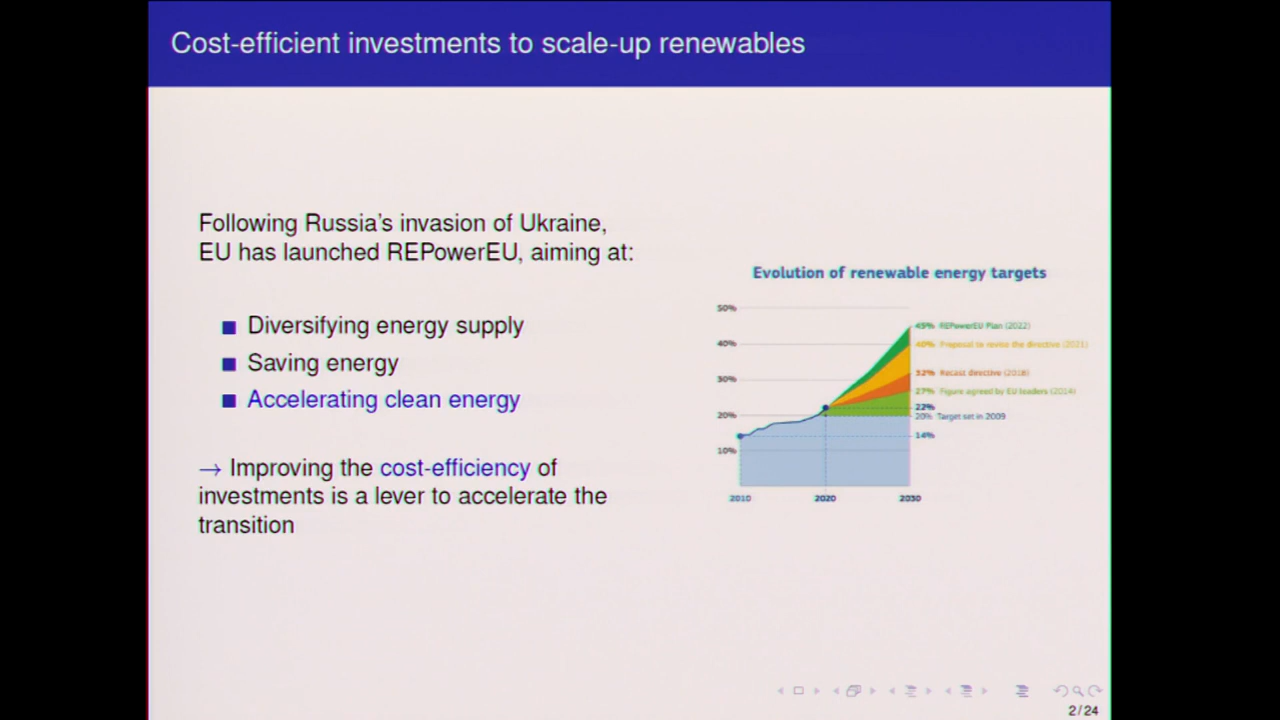 Cost-efficient investments to scale-up renewables
Following Russia's invasion of Ukraine,
EU has launched REPowerEU, aiming at:
Diversifying energy supply
Saving energy
Accelerating clean energy
→ Improving the cost-efficiency of
investments is a lever to accelerate the
transition
Evolution of renewable energy targets
50%
40%
30%
20%
10%
45% REPowerEU Plan (2022)
40% Proposal to revise the directive (2021)
32% Recast directive (2018)
27% Figure agreed by EU leaders (2014)
22%
20% Target set in 2009
14%
2010 2020 2030
2/24